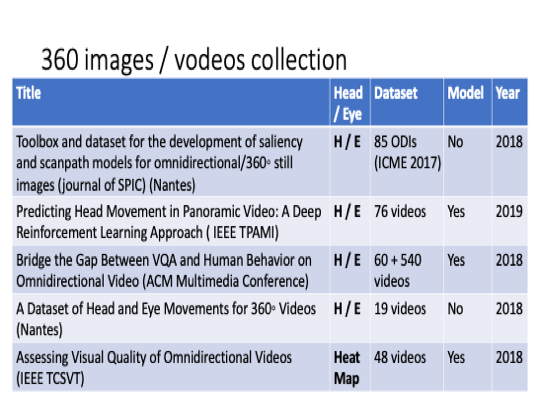 360 images / vodeos collection
Title Head / Eye Dataset Model Year
Toolbox and dataset for the development of saliency and scanpath models for omnidirectional/360° still images (journal of SPIC) (Nantes) H / E 85 ODIs (ICME 2017) No 2018
Predicting Head Movement in Panoramic Video: A Deep Reinforcement Learning Approach ( IEEE TPAMI) H / E 76 videos Yes 2019
Bridge the Gap Between VQA and Human Behavior on Omnidirectional Video (ACM Multimedia Conference) H / E 60 + 540 videos Yes 2018
A Dataset of Head and Eye Movements for 360° Videos (Nantes) H / E 19 videos No 2018
Assessing Visual Quality of Omnidirectional Videos (IEEE TCSVT) Heat Map 48 videos Yes 2018